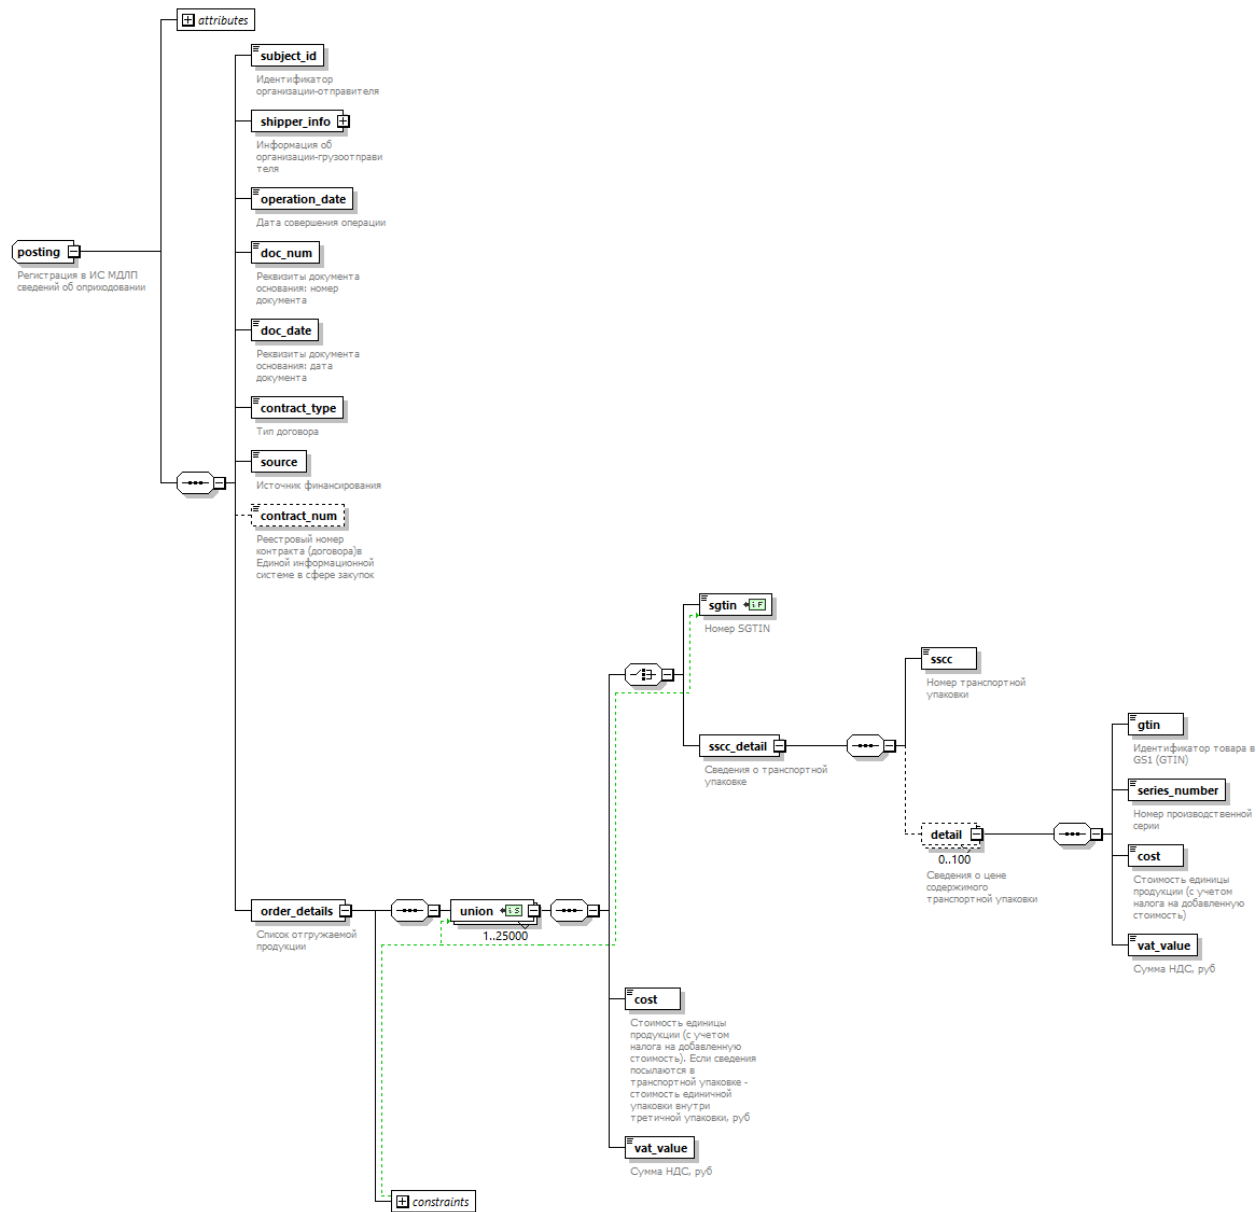 attributes
subject_id
Идентификатор
организации-отправителя
shipper_info
Информация об
организации-грузоотправи
теля
operation_date
Дата совершения операции
posting
Регистрация в ИС МДЛП
сведений об оприходовании
doc_num
Реквизиты документа
основания: номер
документа
doc_date
Реквизиты документа
основания: дата
документа
contract_type
Тип договора
source
Источник финансирования
contract_num
Реестровый номер
контракта (договора)в
Единой информационной
системе в сфере закупок
sgtin
Номер SGTIN
sscc
Номер транспортной
упаковки
sscc_detail
Сведения о транспортной
упаковке
gtin
Идентификатор товара в
GS1 (GTIN)
series_number
Номер производственной
серии
detail
0..100
Сведения о цене
содержимого
транспортной упаковки
cost
Стоимость единицы
продукции (с учетом
налога на добавленную
стоимость)
vat_value
Сумма НДС, руб
order_details
Список отгружаемой
продукции
union
1..25000
cost
Стоимость единицы
продукции (с учетом
налога на добавленную
стоимость). Если сведения
посылаются в
транспортной упаковке -
стоимость единичной
упаковки внутри
третичной упаковки, руб
vat_value
Сумма НДС, руб
constraints